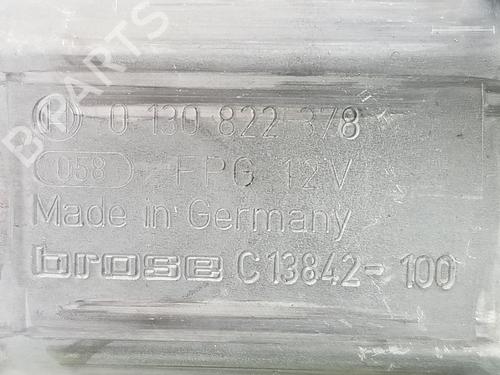 0 130 822 378
058 FPG 12V
Made in Germany
brose C13842-100